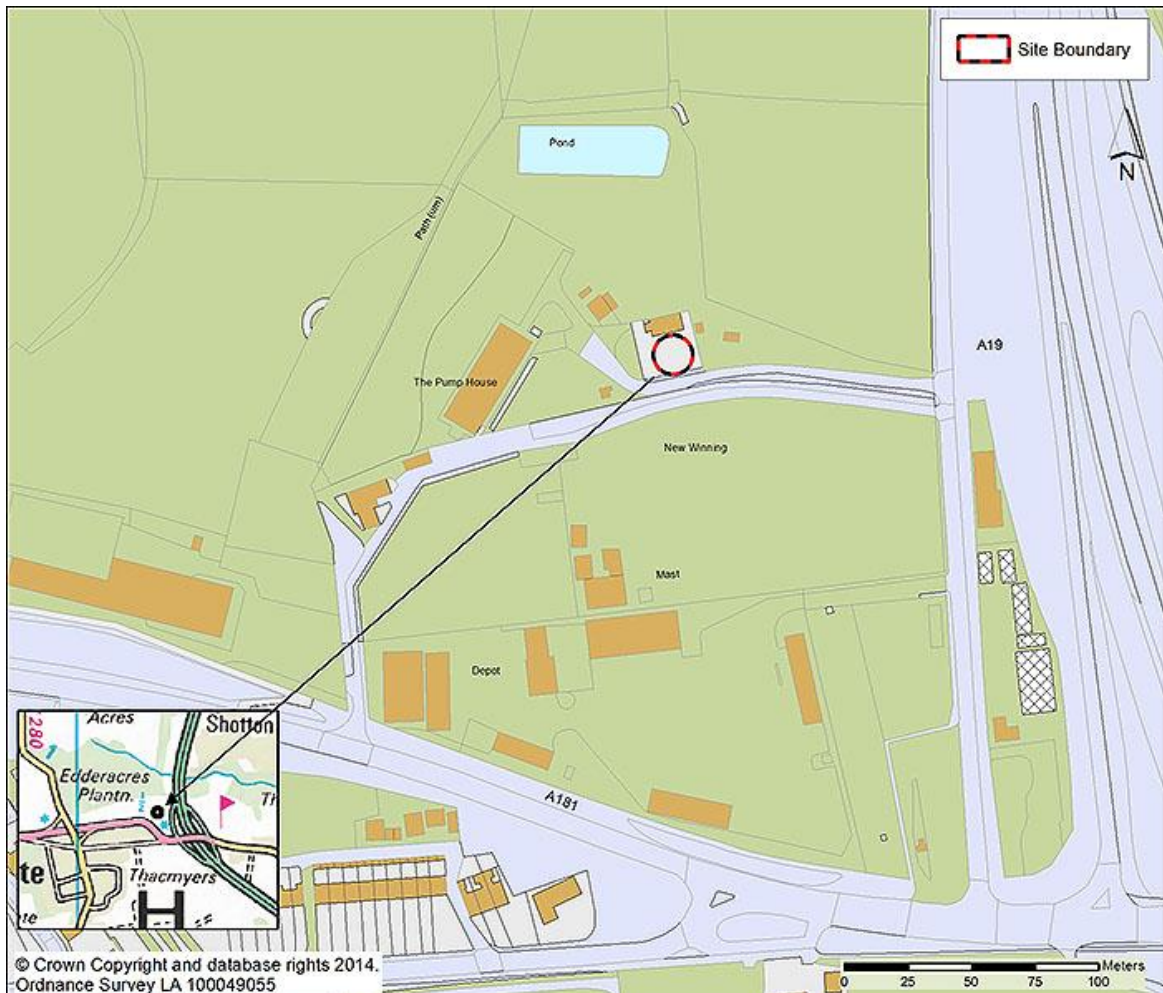 Site Boundary
N
Pond
Path (um)
A19
The Pump House
New Winning
Mast
Depot
A181
280
1
Acres
Shotton
Edderacres
Plantn.
Th
te
Thacmyers
H
te
© Crown Copyright and database rights 2014.
Ordnance Survey LA 100049055
Meters
0 25 50 75 100